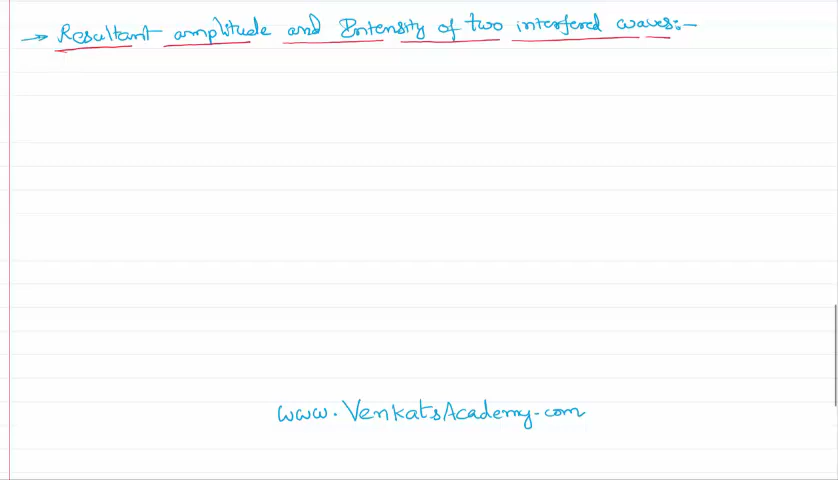 → Resultant amplitude and Intensity of two interfered waves:-
www.VenkatsAcademy.com